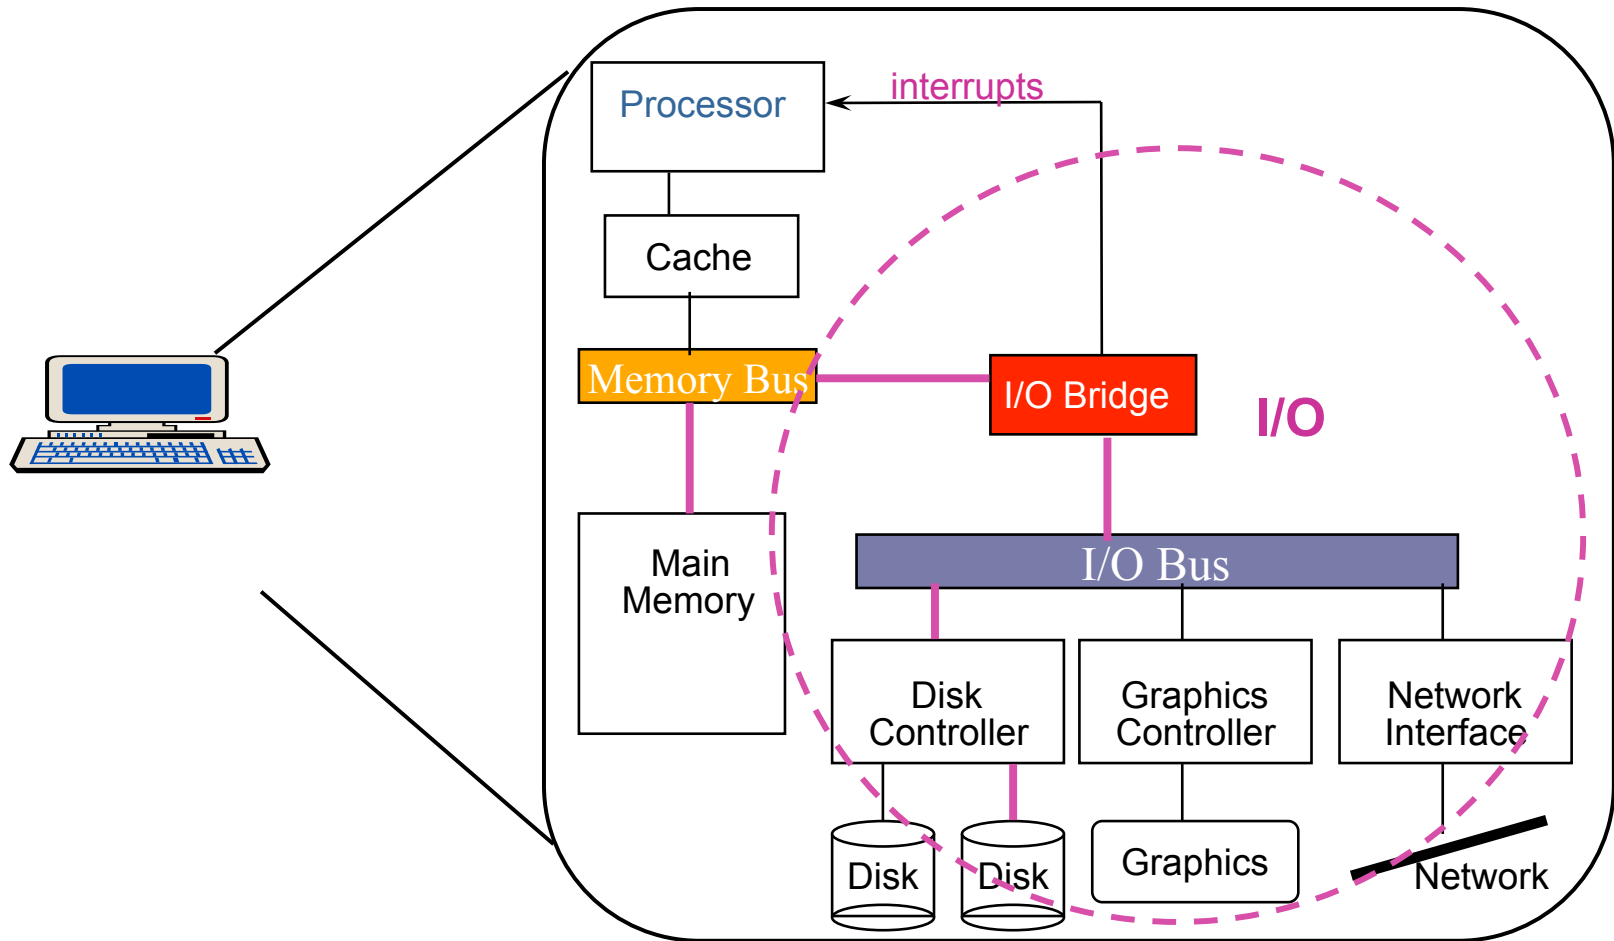 interrupts
Processor
Cache
Memory Bus
I/O Bridge
I/O
Main
Memory
I/O Bus
Disk
Controller
Graphics
Controller
Network
Interface
Disk
Disk
Graphics
Network